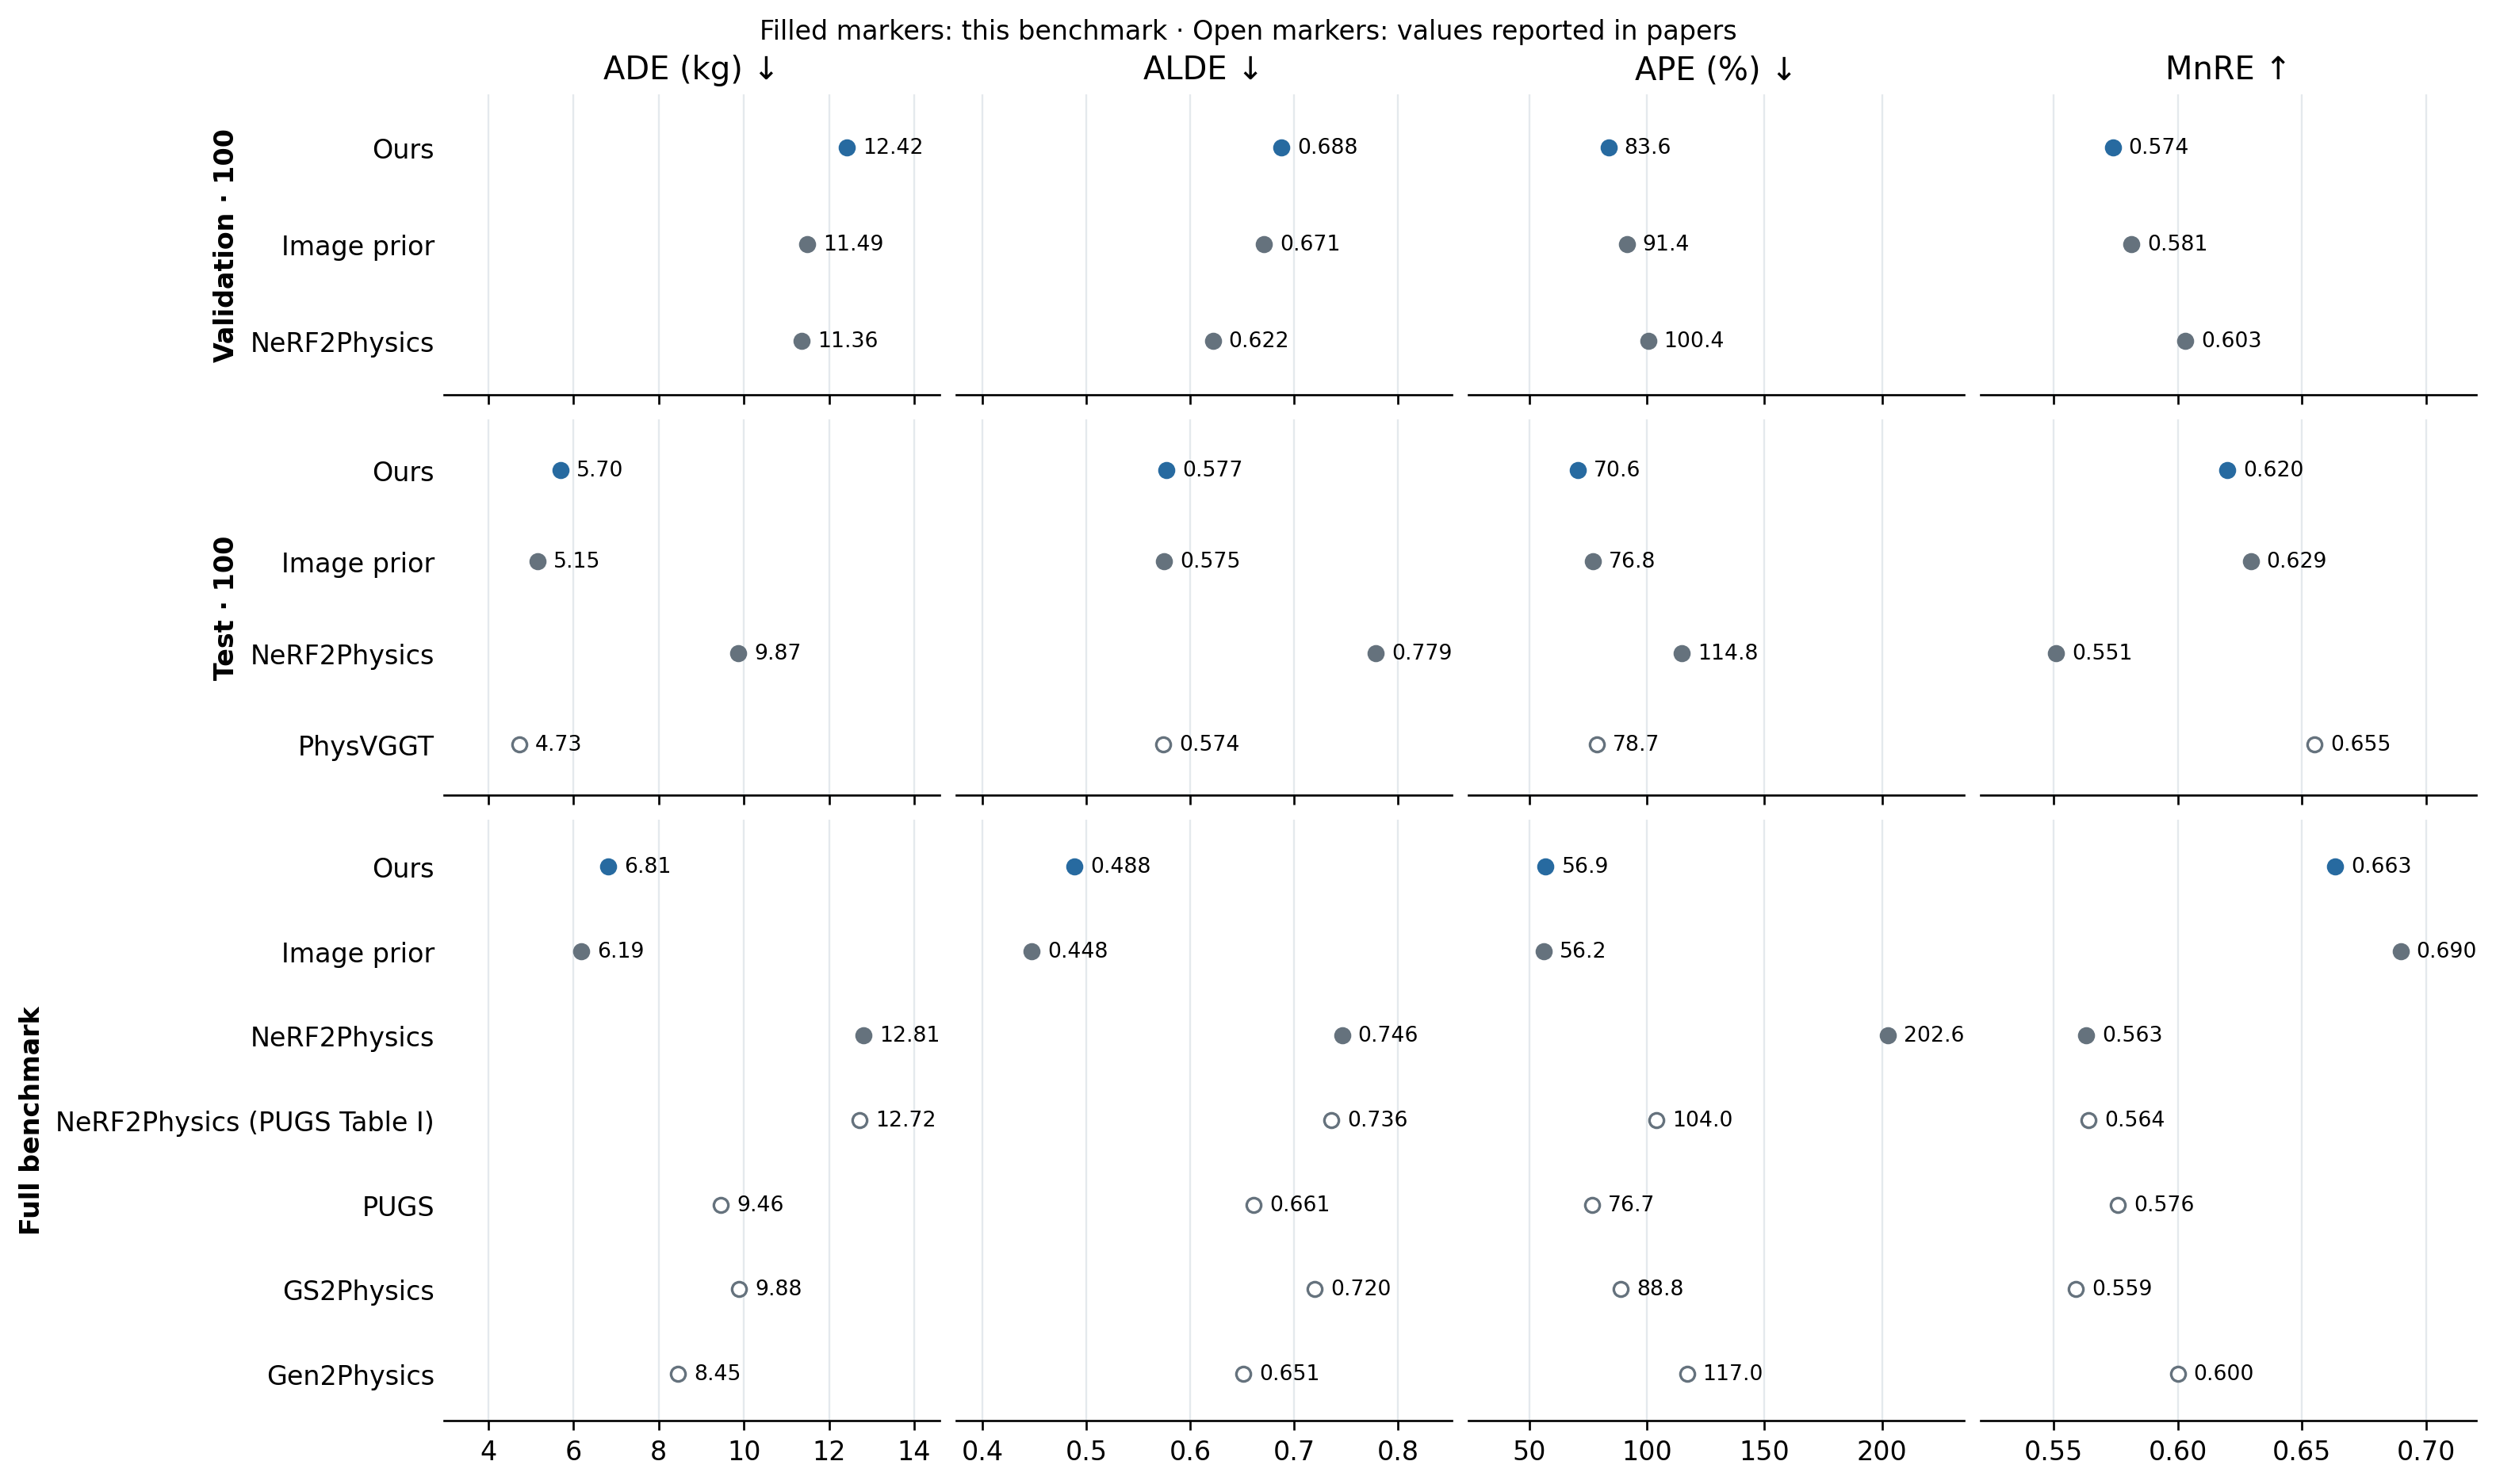 Filled markers: this benchmark · Open markers: values reported in papers
ADE (kg) ↓ ALDE ↓ APE (%) ↓ MnRE ↑
Validation · 100
Ours 12.42 0.688 83.6 0.574
Image prior 11.49 0.671 91.4 0.581
NeRF2Physics 11.36 0.622 100.4 0.603
Test · 100
Ours 5.70 0.577 70.6 0.620
Image prior 5.15 0.575 76.8 0.629
NeRF2Physics 9.87 0.779 114.8 0.551
PhysVGGT 4.73 0.574 78.7 0.655
Full benchmark
Ours 6.81 0.488 56.9 0.663
Image prior 6.19 0.448 56.2 0.690
NeRF2Physics 12.81 0.746 202.6 0.563
NeRF2Physics (PUGS Table I) 12.72 0.736 104.0 0.564
PUGS 9.46 0.661 76.7 0.576
GS2Physics 9.88 0.720 88.8 0.559
Gen2Physics 8.45 0.651 117.0 0.600
4 6 8 10 12 14 0.4 0.5 0.6 0.7 0.8 50 100 150 200 0.55 0.60 0.65 0.70